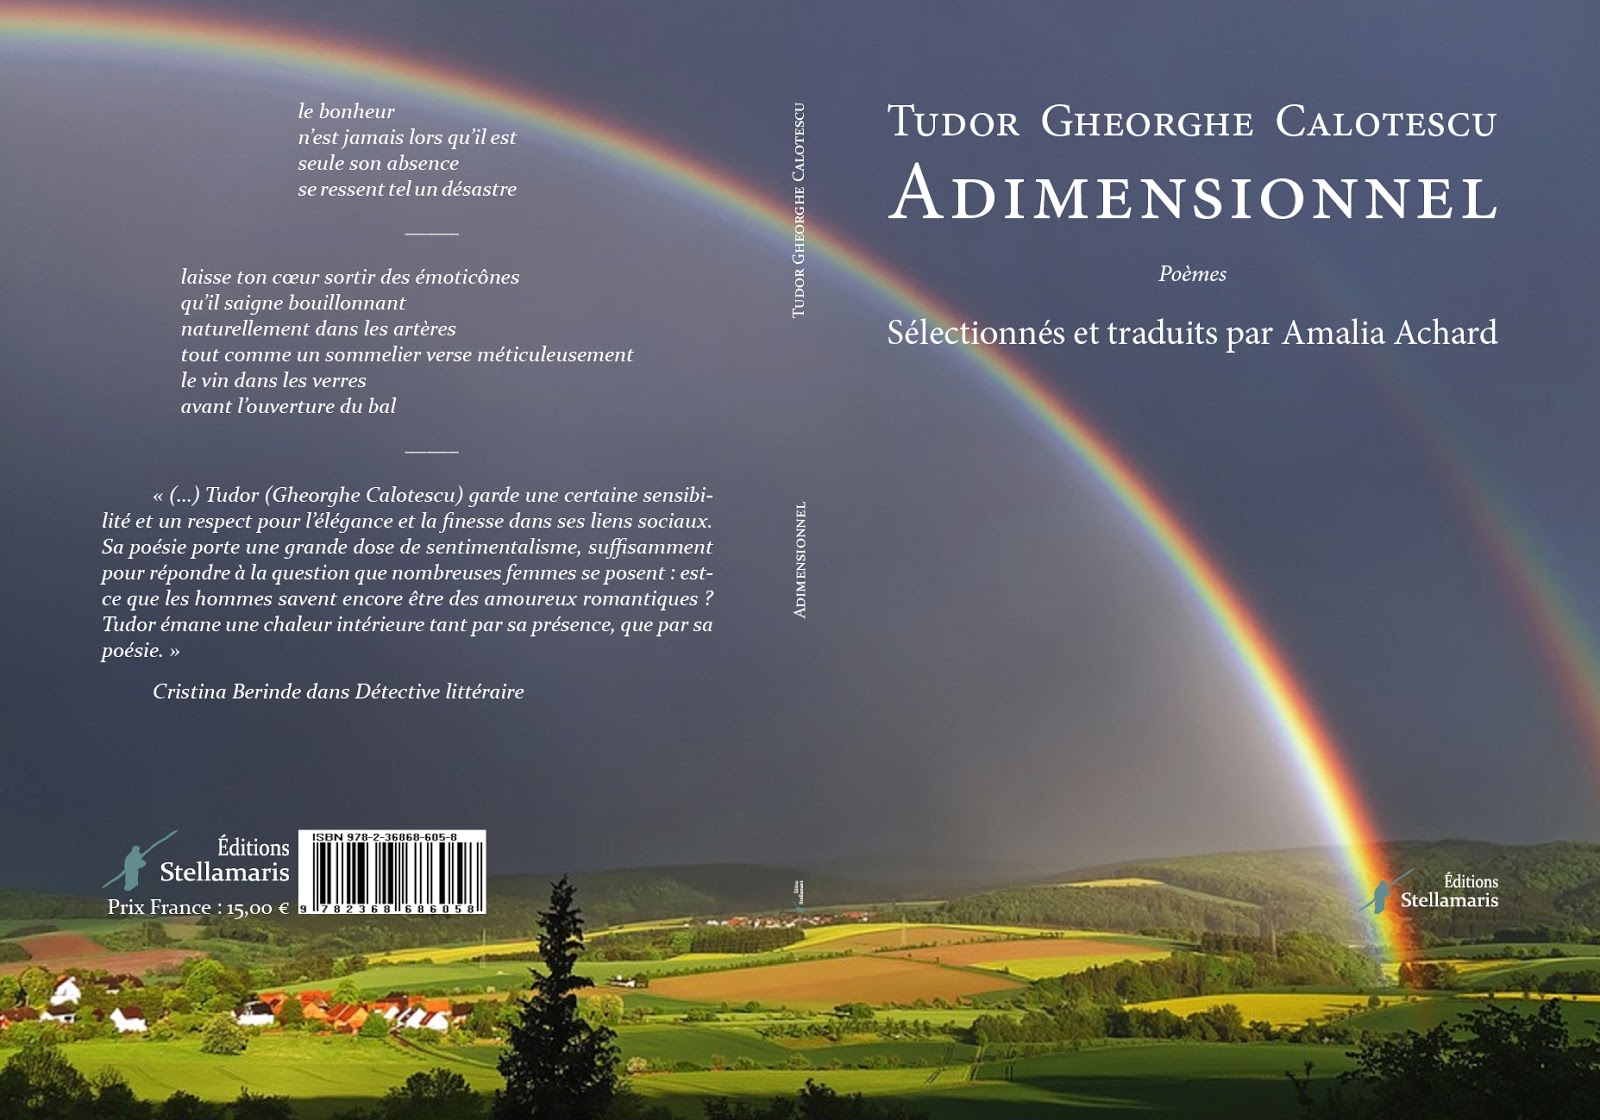 le bonheur
n'est jamais lors qu'il est
seule son absence
se ressent tel un désastre
laisse ton cœur sortir des émoticônes
qu'il saigne bouillonnant
naturellement dans les artères
tout comme un sommelier verse méticuleusement
le vin dans les verres
avant l'ouverture du bal
« (...) Tudor (Gheorghe Calotescu) garde une certaine sensibi-
lité et un respect pour l'élégance et la finesse dans ses liens sociaux.
Sa poésie porte une grande dose de sentimentalisme, suffisamment
pour répondre à la question que nombreuses femmes se posent : est-
ce que les hommes savent encore être des amoureux romantiques ?
Tudor émane une chaleur intérieure tant par sa présence, que par sa
poésie. »
Cristina Berinde dans Détective littéraire
Éditions
Stellamaris
Prix France : 15,00 €
ISBN 978-2-36868-605-8
9 782368 686058
Tudor Gheorghe Calotescu
Adimensionnel
Éditions
Stellamaris
Tudor Gheorghe Calotescu
Adimensionnel
Poèmes
Sélectionnés et traduits par Amalia Achard
Éditions
Stellamaris